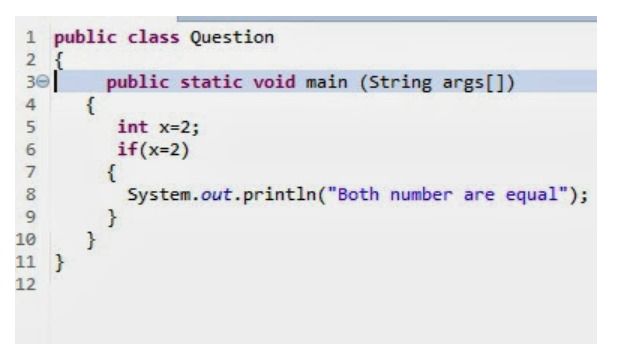 1 public class Question
2 {
3 public static void main (String args[])
4 {
5 int x=2;
6 if(x=2)
7 {
8 System.out.println("Both number are equal");
9 }
10 }
11 }
12